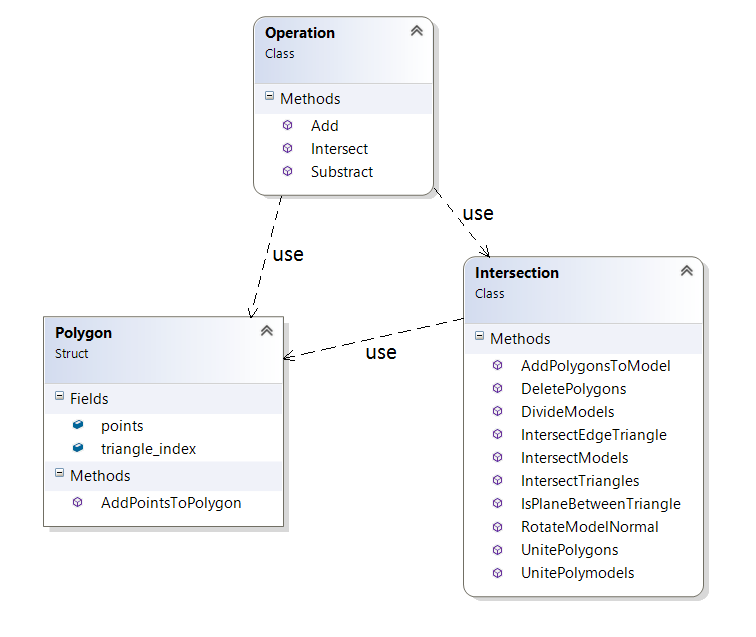 Operation
Class
Methods
Add
Intersect
Substract
use
use
Intersection
Class
Methods
AddPolygonsToModel
DeletePolygons
DivideModels
IntersectEdgeTriangle
IntersectModels
IntersectTriangles
IsPlaneBetweenTriangle
RotateModelNormal
UnitePolygons
UnitePolymodels
use
Polygon
Struct
Fields
points
triangle_index
Methods
AddPointsToPolygon